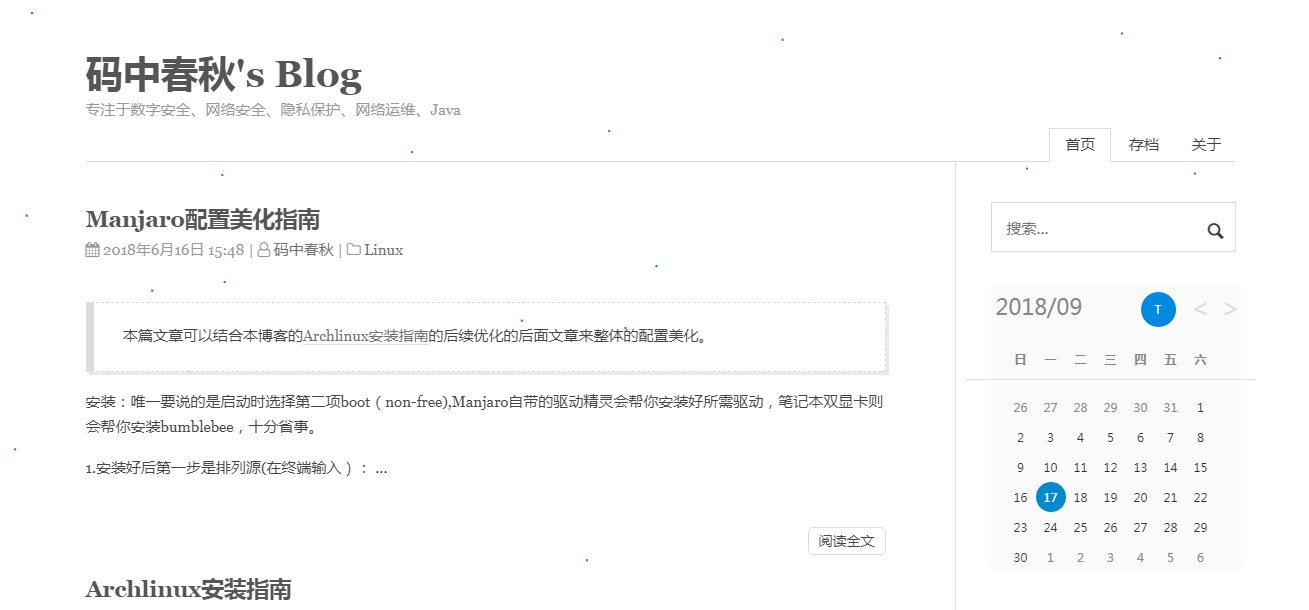 码中春秋's Blog
专注于数字安全、网络安全、隐私保护、网络运维、Java
首页 存档 关于
Manjaro配置美化指南
2018年6月16日 15:48 | 码中春秋 | Linux
本篇文章可以结合本博客的Archlinux安装指南的后续优化的后面文章来整体的配置美化。
安装：唯一要说的是启动时选择第二项boot（non-free),Manjaro自带的驱动精灵会帮你安装好所需驱动，笔记本双显卡则
会帮你安装bumblebee，十分省事。
1.安装好后第一步是排列源(在终端输入）： ...
阅读全文
Archlinux安装指南
搜索...
2018/09 T < >
日 一 二 三 四 五 六
26 27 28 29 30 31 1
2 3 4 5 6 7 8
9 10 11 12 13 14 15
16 17 18 19 20 21 22
23 24 25 26 27 28 29
30 1 2 3 4 5 6